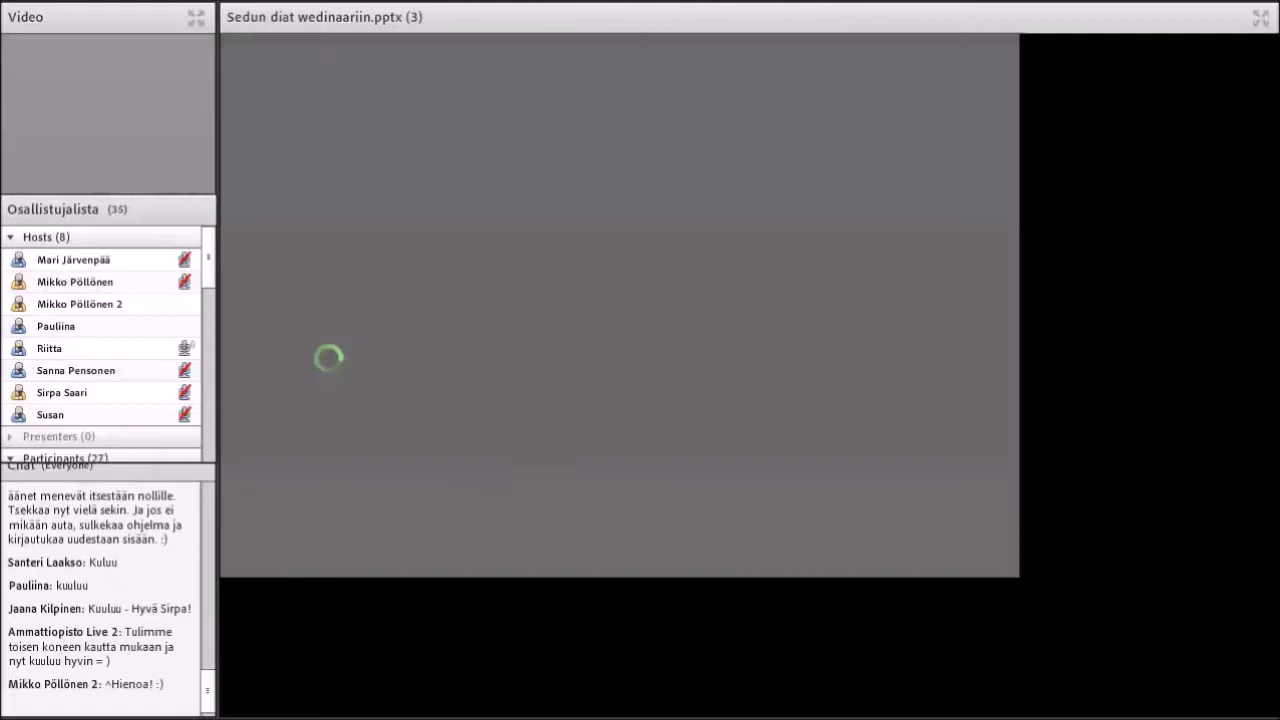 Video
Sedun diat wedinaariin.pptx (3)
Osallistujalista (35)
Hosts (8)
Mari Järvenpää
Mikko Pöllönen
Mikko Pöllönen 2
Pauliina
Riitta
Sanna Pensonen
Sirpa Saari
Susan
Presenters (0)
Participants (27)
Chat (Everyone)
äänet menevät itsestään nollille.
Tsekkaa nyt vielä sekin. Ja jos ei
mikään auta, sulkekaa ohjelma ja
kirjautukaa uudestaan sisään. :)
Santeri Laakso: Kuluu
Pauliina: kuuluu
Jaana Kilpinen: Kuuluu - Hyvä Sirpa!
Ammattiopisto Live 2: Tulimme
toisen koneen kautta mukaan ja
nyt kuuluu hyvin = )
Mikko Pöllönen 2: ^Hienoa! :)